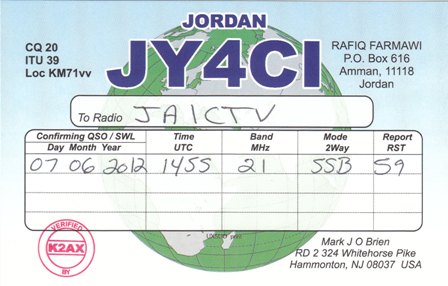 JORDAN
CQ 20
ITU 39
Loc KM71vv
JY4CI
RAFIQ FARMAWI
P.O. Box 616
Amman, 11118
Jordan
To Radio JA1CTV
Confirming QSO / SWL
Day Month Year
Time
UTC
Band
MHz
Mode
2Way
Report
RST
07 06 2012 1455 21 SSB 59
VERIFIED
K2AX
BY
Mark J O Brien
RD 2 324 Whitehorse Pike
Hammonton, NJ 08037 USA